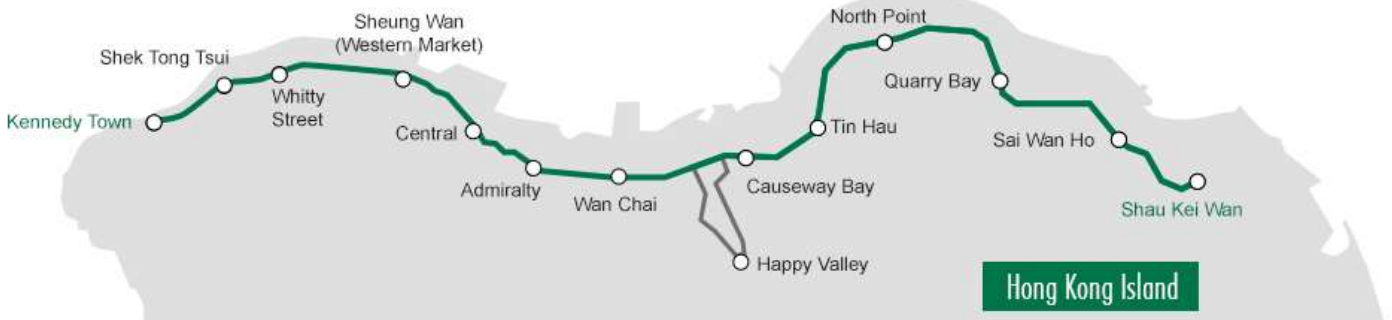 Sheung Wan
(Western Market)
North Point
Shek Tong Tsui
Quarry Bay
Whitty
Street
Kennedy Town
Central
Tin Hau
Sai Wan Ho
Admiralty
Causeway Bay
Wan Chai
Shau Kei Wan
Happy Valley
Hong Kong Island